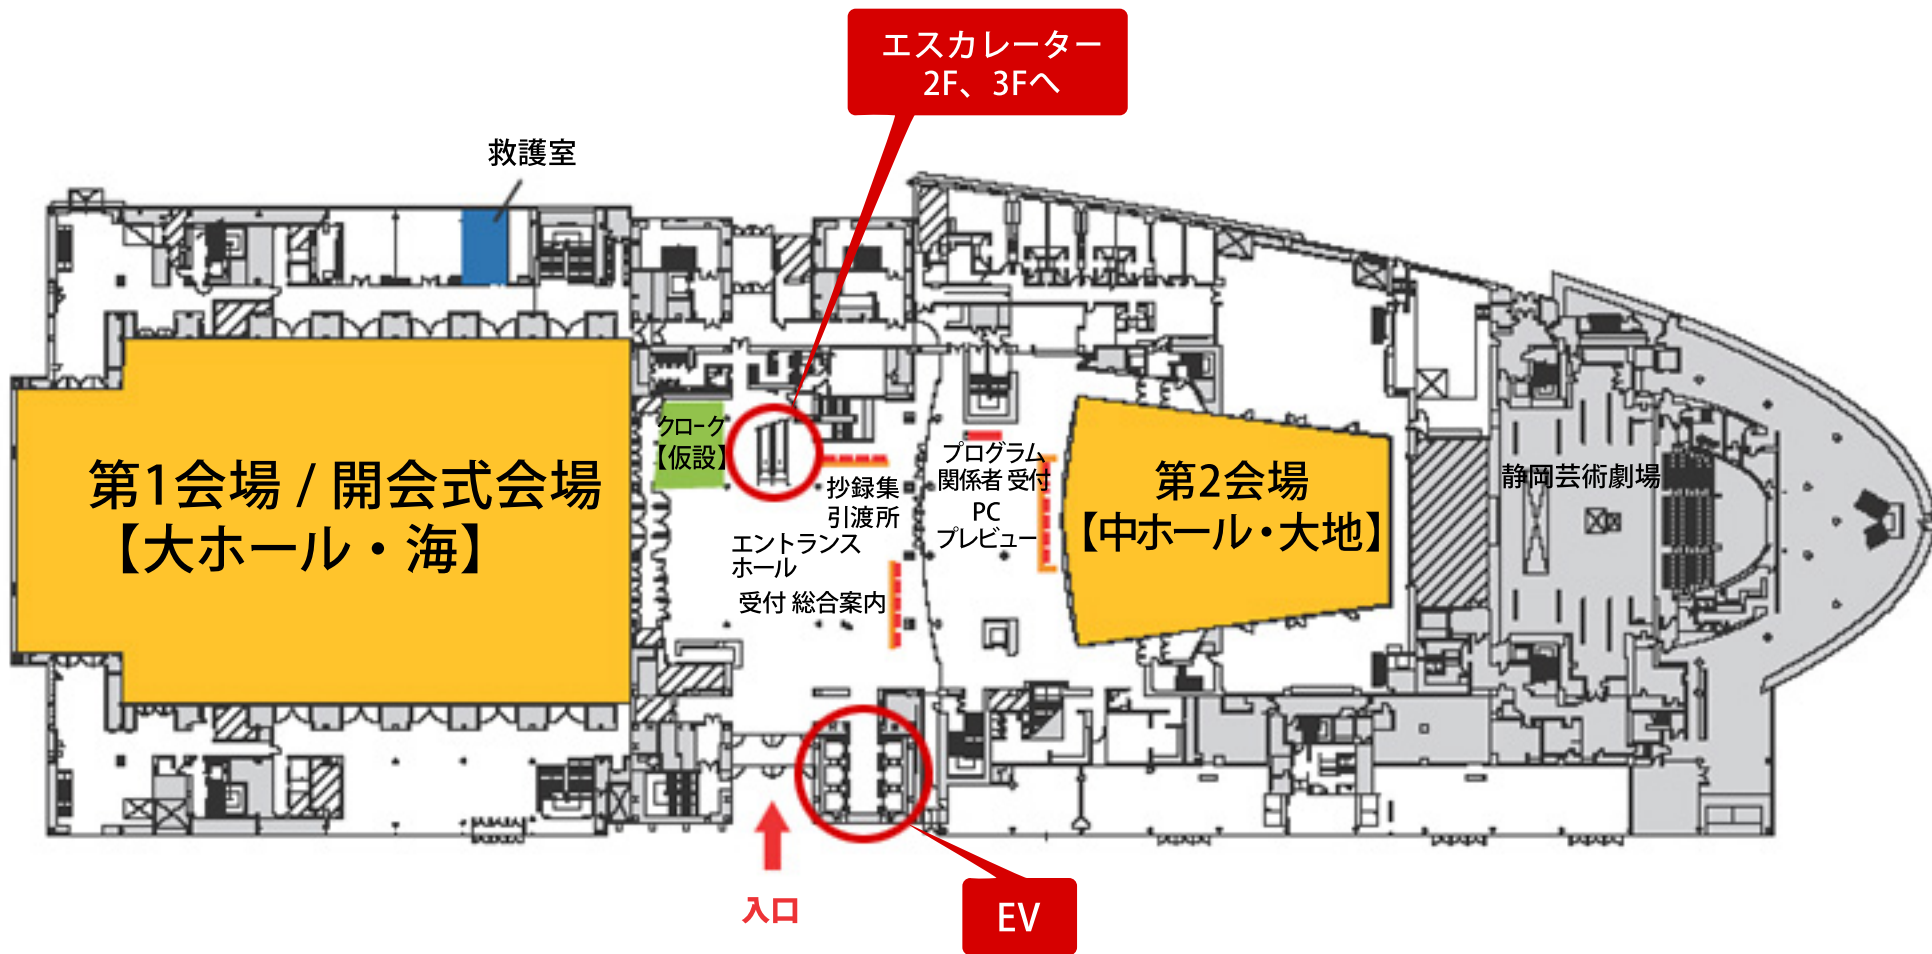 エスカレーター
2F、3Fへ
救護室
クローク
【仮設】
第1会場 / 開会式会場
【大ホール・海】
抄録集
引渡所
エントランス
ホール
受付 総合案内
プログラム
関係者 受付
PC
プレビュー
第2会場
【中ホール・大地】
静岡芸術劇場
入口
EV